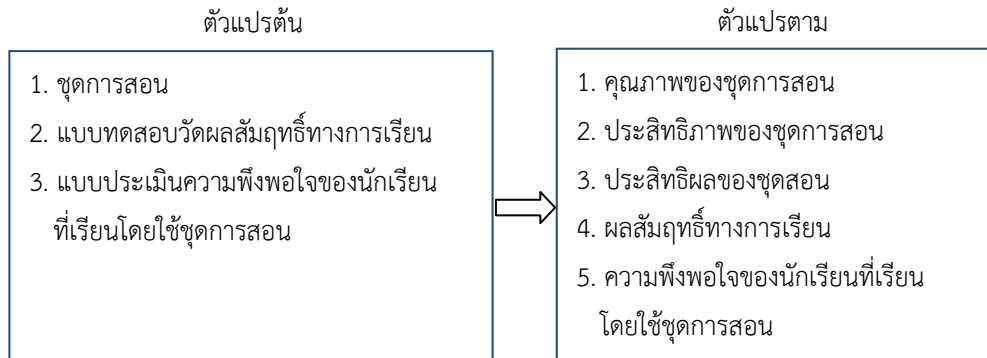 ตัวแปรต้น
1. ชุดการสอน
2. แบบทดสอบวัดผลสัมฤทธิ์ทางการเรียน
3. แบบประเมินความพึงพอใจของนักเรียน
ที่เรียนโดยใช้ชุดการสอน
ตัวแปรตาม
1. คุณภาพของชุดการสอน
2. ประสิทธิภาพของชุดการสอน
3. ประสิทธิผลของชุดสอน
4. ผลสัมฤทธิ์ทางการเรียน
5. ความพึงพอใจของนักเรียนที่เรียน
โดยใช้ชุดการสอน